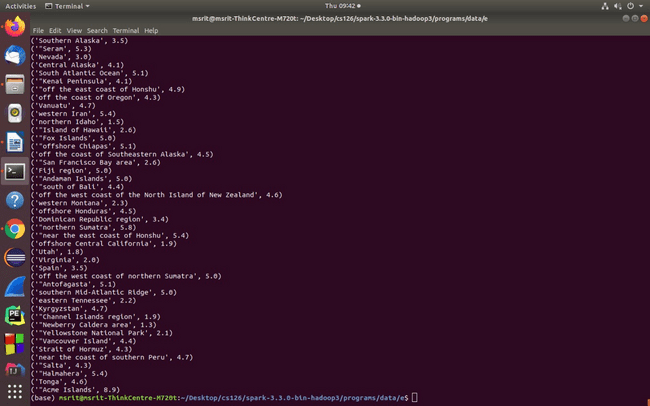 Activities Terminal Thu 09:42
msrit@msrit-ThinkCentre-M720t: ~/Desktop/cs126/spark-3.3.0-bin-hadoop3/programs/data/e
File Edit View Search Terminal Help
('Southern Alaska', 3.5)
('"Seram', 5.3)
('Nevada', 3.0)
('Central Alaska', 4.1)
('South Atlantic Ocean', 5.1)
('"Kenai Peninsula', 4.1)
('"off the east coast of Honshu', 4.9)
('off the coast of Oregon', 4.3)
('Vanuatu', 4.7)
('western Iran', 5.4)
('northern Idaho', 1.5)
('"Island of Hawaii', 2.6)
('"Fox Islands', 5.0)
('"offshore Chiapas', 5.1)
('off the coast of Southeastern Alaska', 4.5)
('"San Francisco Bay area', 2.6)
('Fiji region', 5.0)
('"Andaman Islands', 5.0)
('"south of Bali', 4.4)
('off the west coast of the North Island of New Zealand', 4.6)
('western Montana', 2.3)
('offshore Honduras', 4.5)
('Dominican Republic region', 3.4)
('"northern Sumatra', 5.8)
('"near the east coast of Honshu', 5.4)
('offshore Central California', 1.9)
('Utah', 1.8)
('Virginia', 2.0)
('Spain', 3.5)
('off the west coast of northern Sumatra', 5.0)
('"Antofagasta', 5.1)
('southern Mid-Atlantic Ridge', 5.0)
('eastern Tennessee', 2.2)
('Kyrgyzstan', 4.7)
('"Channel Islands region', 1.9)
('"Newberry Caldera area', 1.3)
('"Yellowstone National Park', 2.1)
('"Vancouver Island', 4.4)
('Strait of Hormuz', 4.3)
('near the coast of southern Peru', 4.7)
('"Salta', 4.3)
('"Halmahera', 5.4)
('Tonga', 4.6)
('"Acme Islands', 8.9)
(base) msrit@msrit-ThinkCentre-M720t:~/Desktop/cs126/spark-3.3.0-bin-hadoop3/programs/data/e$